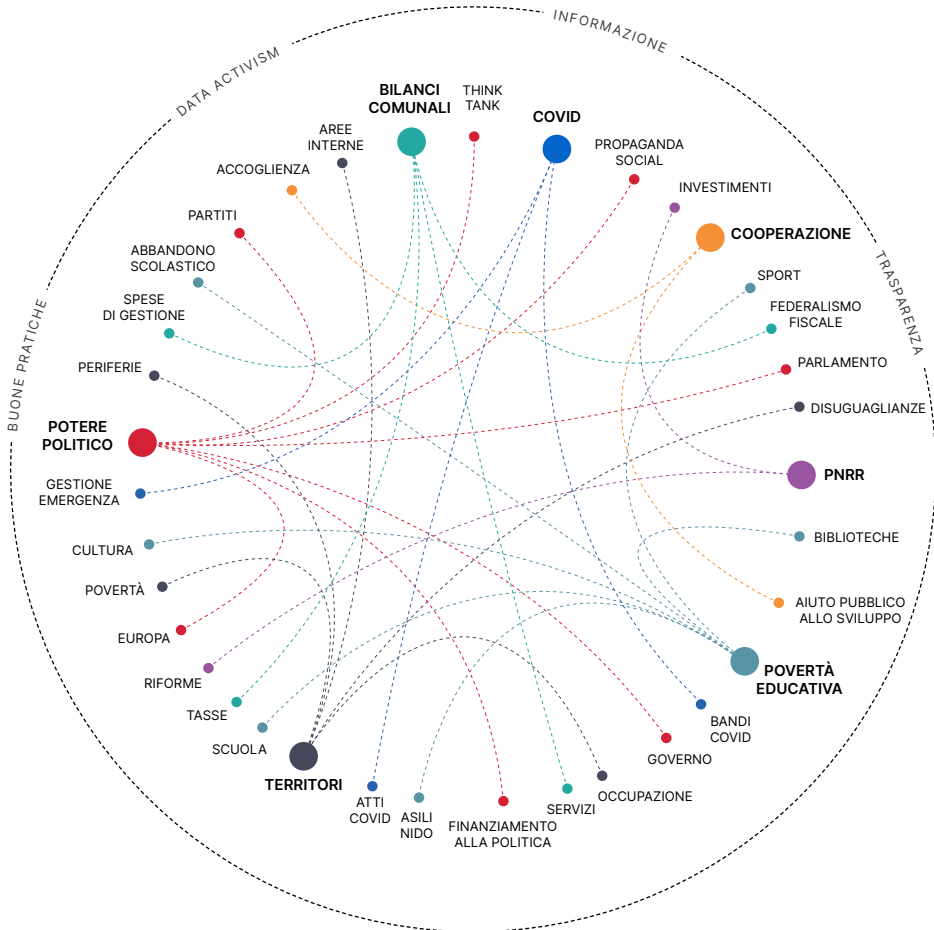 INFORMAZIONE
DATA ACTIVISM
BILANCI
COMUNALI
THINK
TANK
COVID
AREE
INTERNE
PROPAGANDA
SOCIAL
ACCOGLIENZA
INVESTIMENTI
PARTITI
COOPERAZIONE
ABBANDONO
SCOLASTICO
SPORT
TRASPARENZA
SPESE
DI GESTIONE
FEDERALISMO
FISCALE
BUONE PRATICHE
PERIFERIE
PARLAMENTO
DISUGUAGLIANZE
POTERE
POLITICO
PNRR
GESTIONE
EMERGENZA
BIBLIOTECHE
CULTURA
POVERTÀ
AIUTO PUBBLICO
ALLO SVILUPPO
EUROPA
POVERTÀ
EDUCATIVA
RIFORME
TASSE
BANDI
COVID
SCUOLA
GOVERNO
TERRITORI
OCCUPAZIONE
ATTI
COVID
ASILI
NIDO
SERVIZI
FINANZIAMENTO
ALLA POLITICA